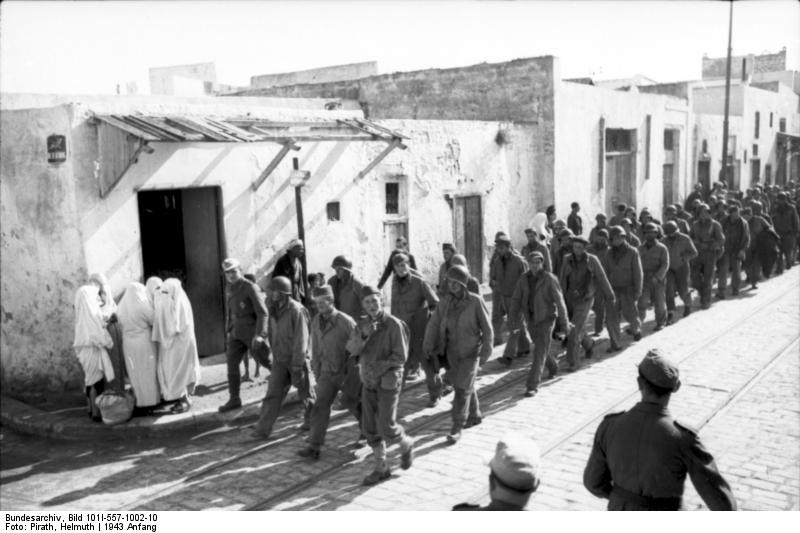 Bundesarchiv, Bild 101I-557-1002-10
Foto: Pirath, Helmuth | 1943 Anfang